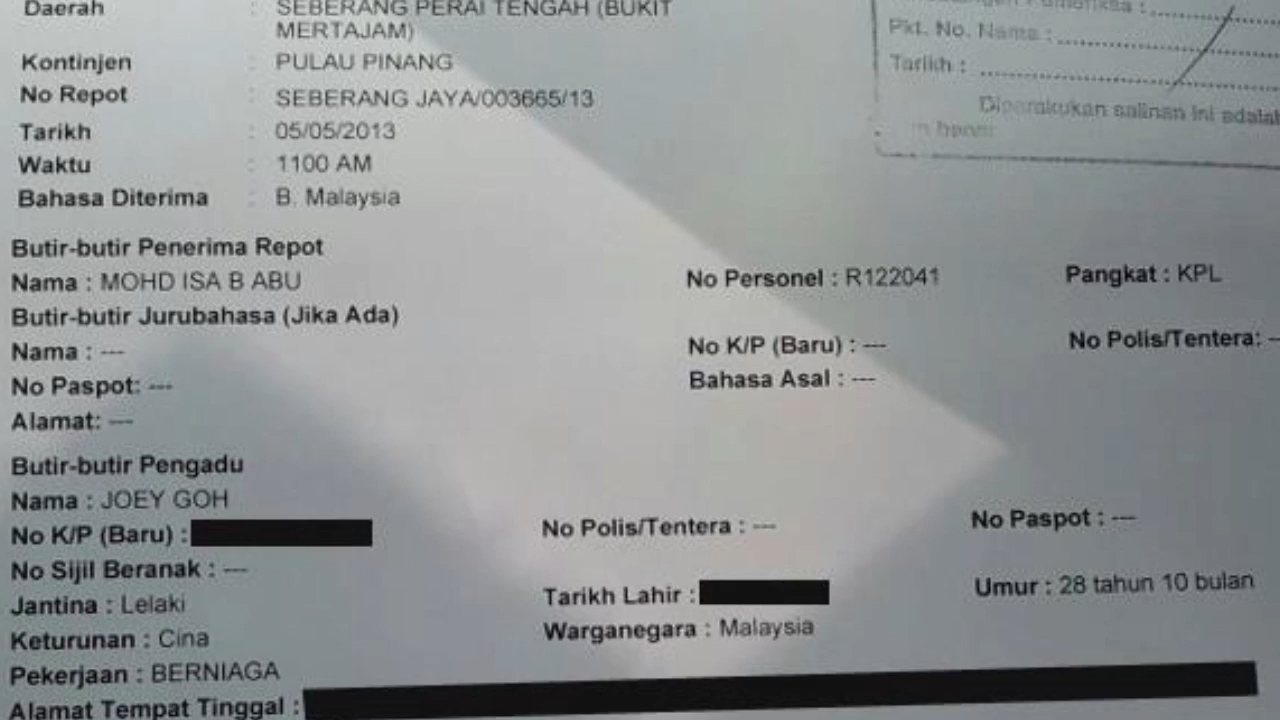 Daerah : SEBERANG PERAI TENGAH (BUKIT
MERTAJAM)
Kontinjen : PULAU PINANG
No Repot : SEBERANG JAYA/003665/13
Tarikh : 05/05/2013
Waktu : 1100 AM
Bahasa Diterima : B. Malaysia
Pkt. No. Nama :
Tarikh :
Diperakukan salinan ini adalah
Butir-butir Penerima Repot
Nama : MOHD ISA B ABU No Personel : R122041 Pangkat : KPL
Butir-butir Jurubahasa (Jika Ada)
Nama : --- No K/P (Baru) : --- No Polis/Tentera: --
No Paspot: --- Bahasa Asal : ---
Alamat: ---
Butir-butir Pengadu
Nama : JOEY GOH
No K/P (Baru) : No Polis/Tentera : --- No Paspot : ---
No Sijil Beranak : ---
Jantina : Lelaki Tarikh Lahir : Umur : 28 tahun 10 bulan
Keturunan : Cina Warganegara : Malaysia
Pekerjaan : BERNIAGA
Alamat Tempat Tinggal :